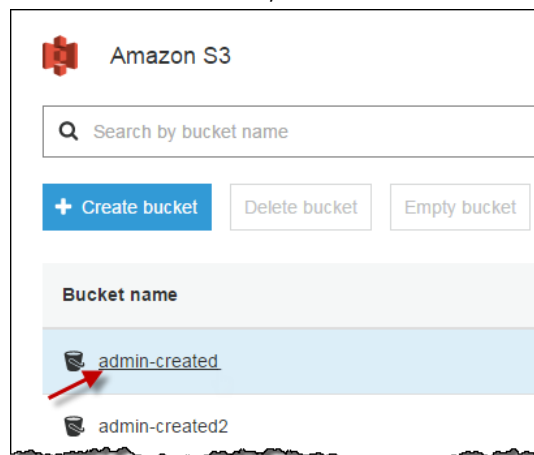 Amazon S3
Search by bucket name
+ Create bucket Delete bucket Empty bucket
Bucket name
admin-created
admin-created2